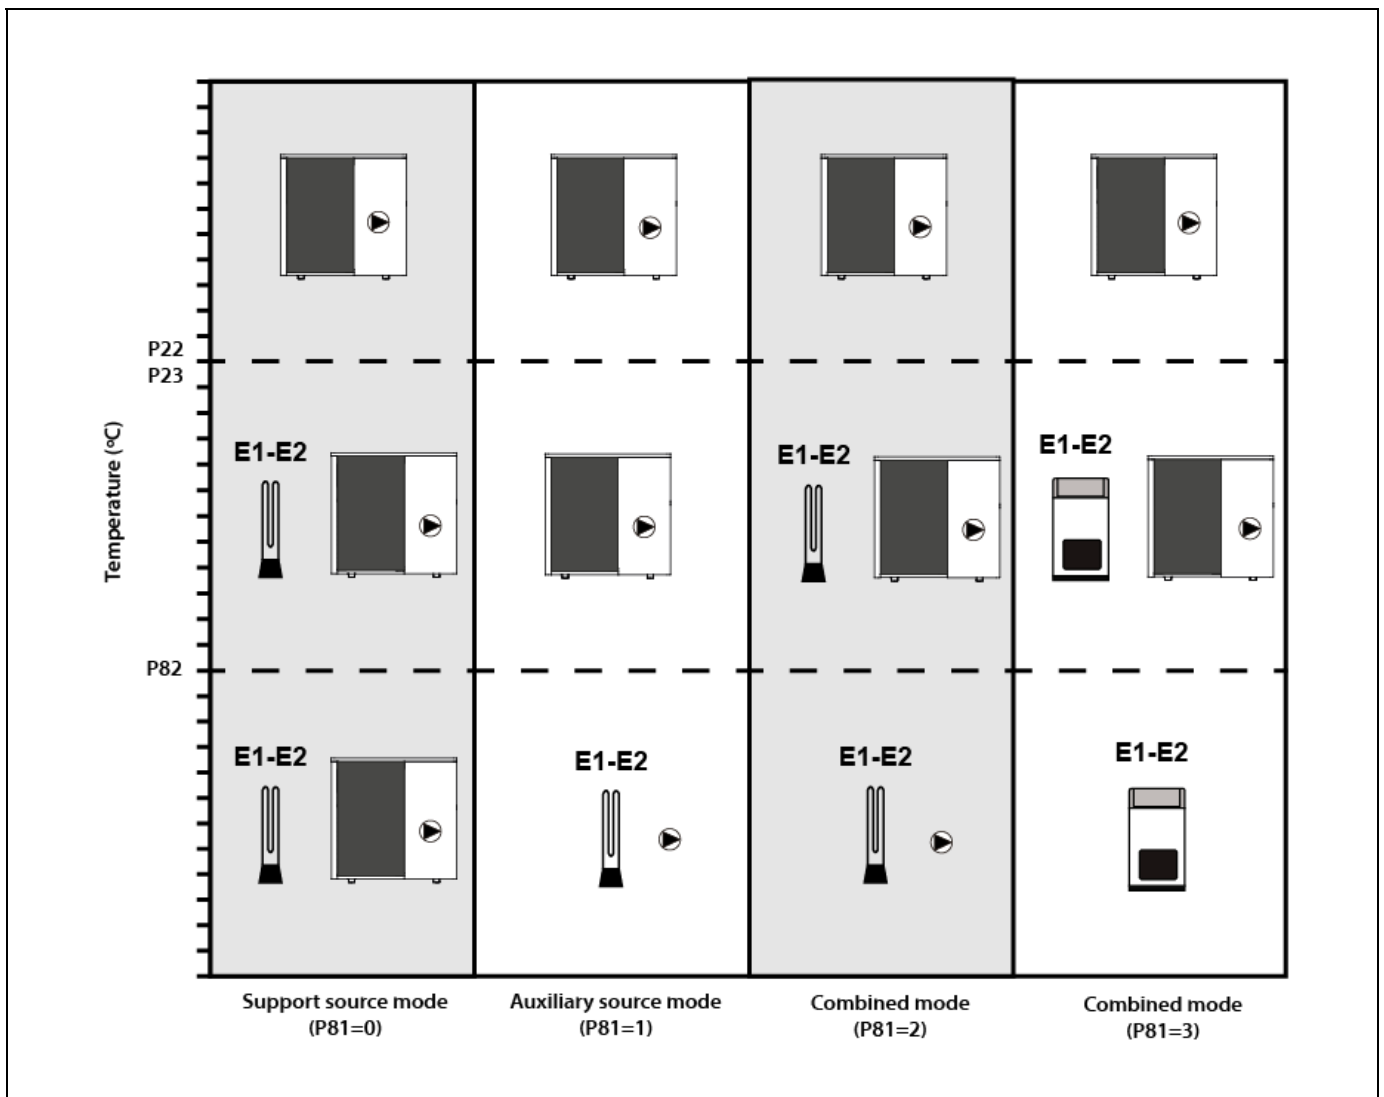 P22
P23
Temperature (ºC)
E1-E2
E1-E2
E1-E2
P82
E1-E2
E1-E2
E1-E2
E1-E2
Support source mode
(P81=0)
Auxiliary source mode
(P81=1)
Combined mode
(P81=2)
Combined mode
(P81=3)